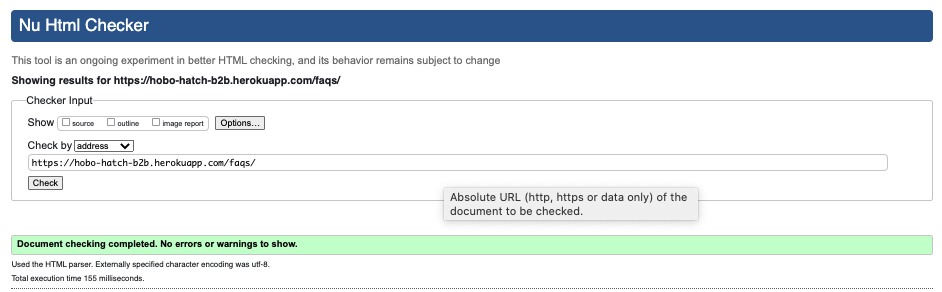 Nu Html Checker
This tool is an ongoing experiment in better HTML checking, and its behavior remains subject to change
Showing results for https://hobo-hatch-b2b.herokuapp.com/faqs/
Checker Input
Show source outline image report Options...
Check by address
https://hobo-hatch-b2b.herokuapp.com/faqs/
Check
Absolute URL (http, https or data only) of the
document to be checked.
Document checking completed. No errors or warnings to show.
Used the HTML parser. Externally specified character encoding was utf-8.
Total execution time 155 milliseconds.